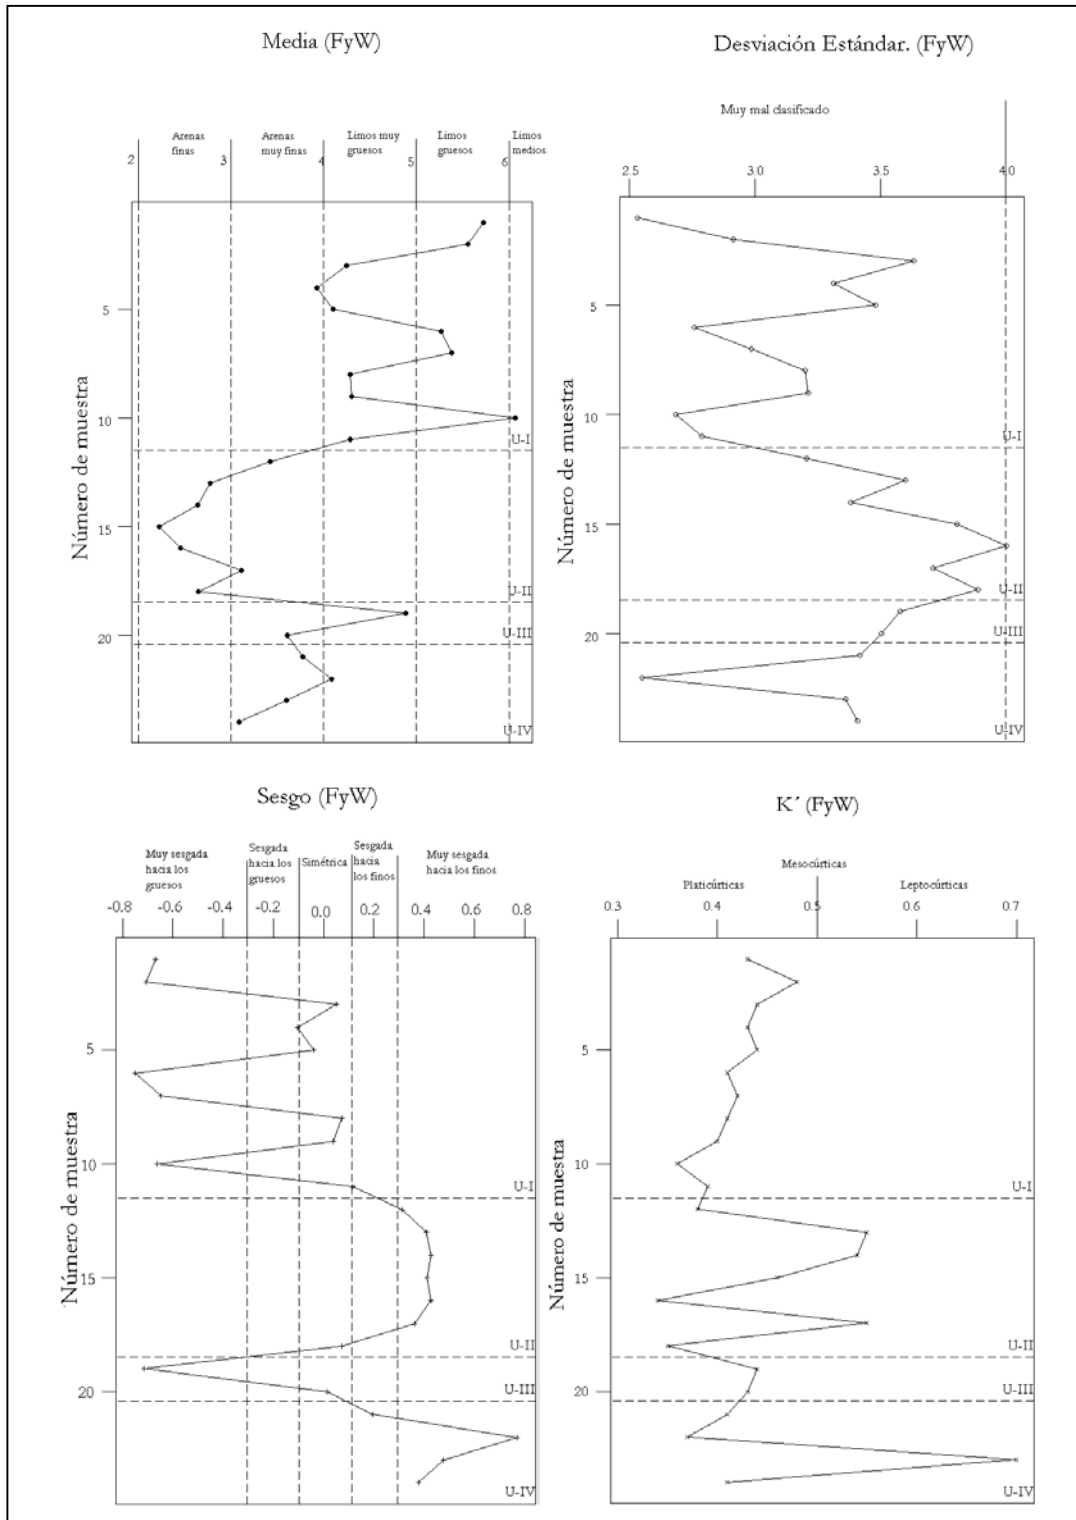 Media (FyW)
Arenas
finas
Arenas
muy finas
Limos muy
gruesos
Limos
gruesos
Limos
medios
2 3 4 5 6
5
10
15
20
Número de muestra
U-I
U-II
U-III
U-IV
Desviación Estándar. (FyW)
Muy mal clasificado
2.5 3.0 3.5 4.0
5
10
15
20
Número de muestra
U-I
U-II
U-III
U-IV
Sesgo (FyW)
Muy sesgada
hacia los
gruesos
Sesgada
hacia los
gruesos
Simétrica
Sesgada
hacia
los finos
Muy sesgada
hacia los finos
-0.8 -0.6 -0.2 0.0 0.2 0.4 0.8
5
10
15
20
Número de muestra
U-I
U-II
U-III
U-IV
K´ (FyW)
Mesocúrticas
Platicúrticas
Leptocúrticas
0.3 0.4 0.5 0.6 0.7
5
10
15
20
Número de muestra
U-I
U-II
U-III
U-IV